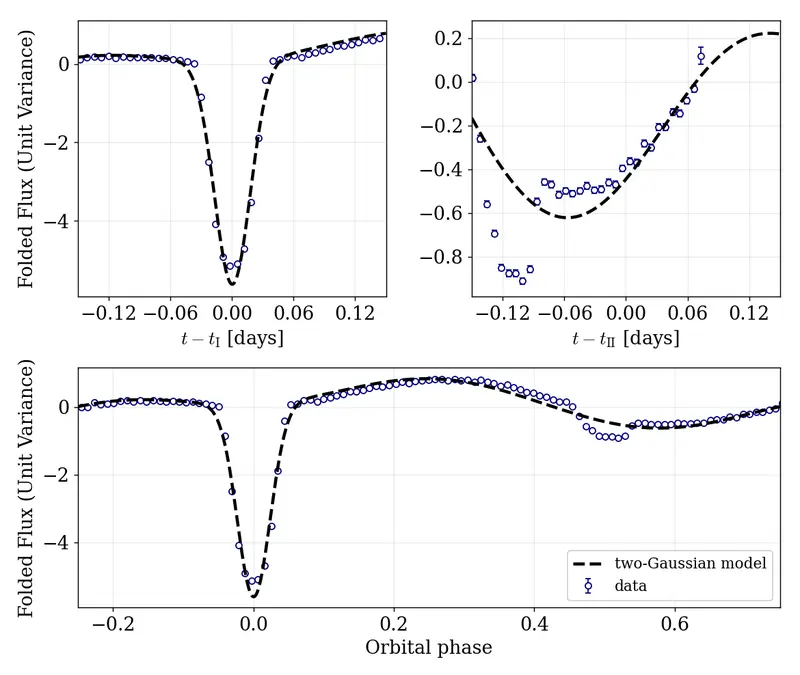 Folded Flux (Unit Variance)
0
−2
−4
−0.12 −0.06 0.00 0.06 0.12
t − t_I [days]
0.2
0.0
−0.2
−0.4
−0.6
−0.8
−0.12 −0.06 0.00 0.06 0.12
t − t_II [days]
Folded Flux (Unit Variance)
0
−2
−4
two-Gaussian model
data
−0.2 0.0 0.2 0.4 0.6
Orbital phase